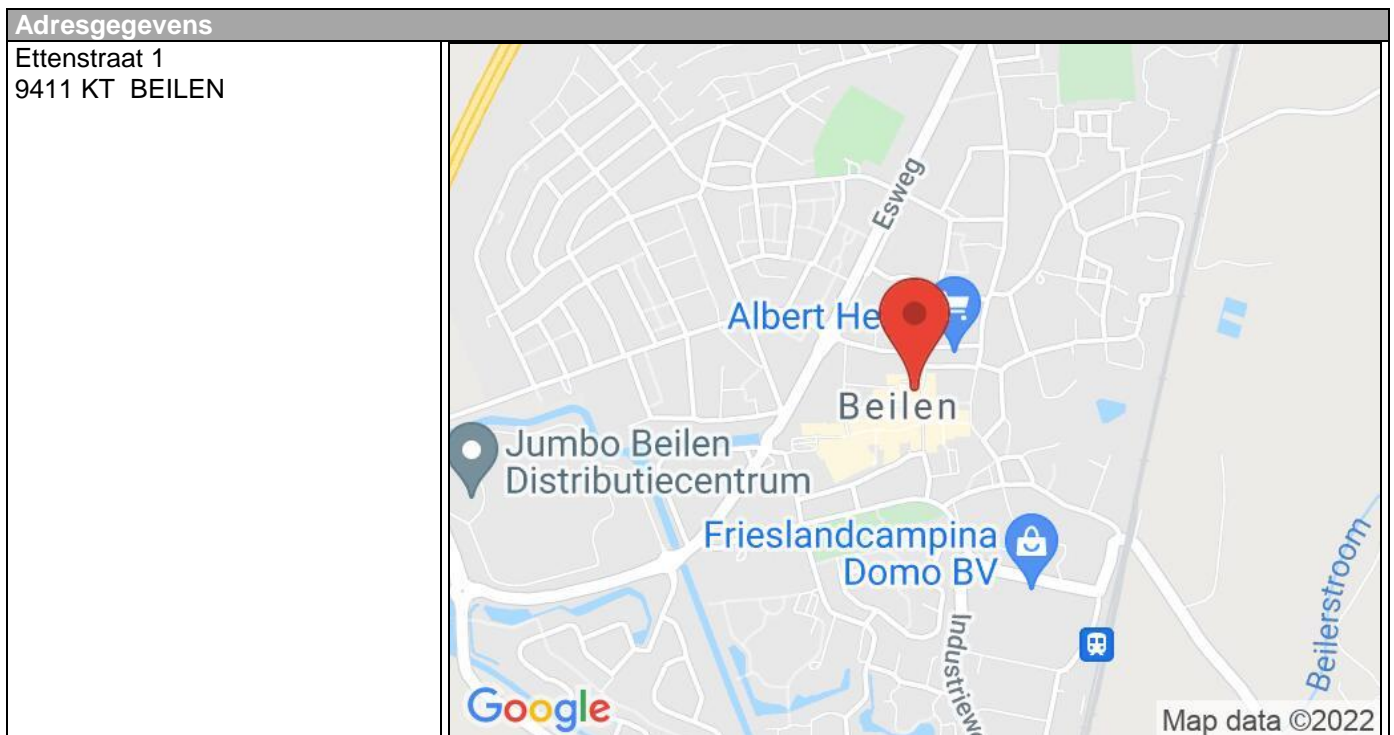 Adresgegevens
Ettenstraat 1
9411 KT BEILEN
Esweg
Albert He
Beilen
Jumbo Beilen
Distributiecentrum
Frieslandcampina
Domo BV
Industriewe
Beilerstroom
Google
Map data ©2022